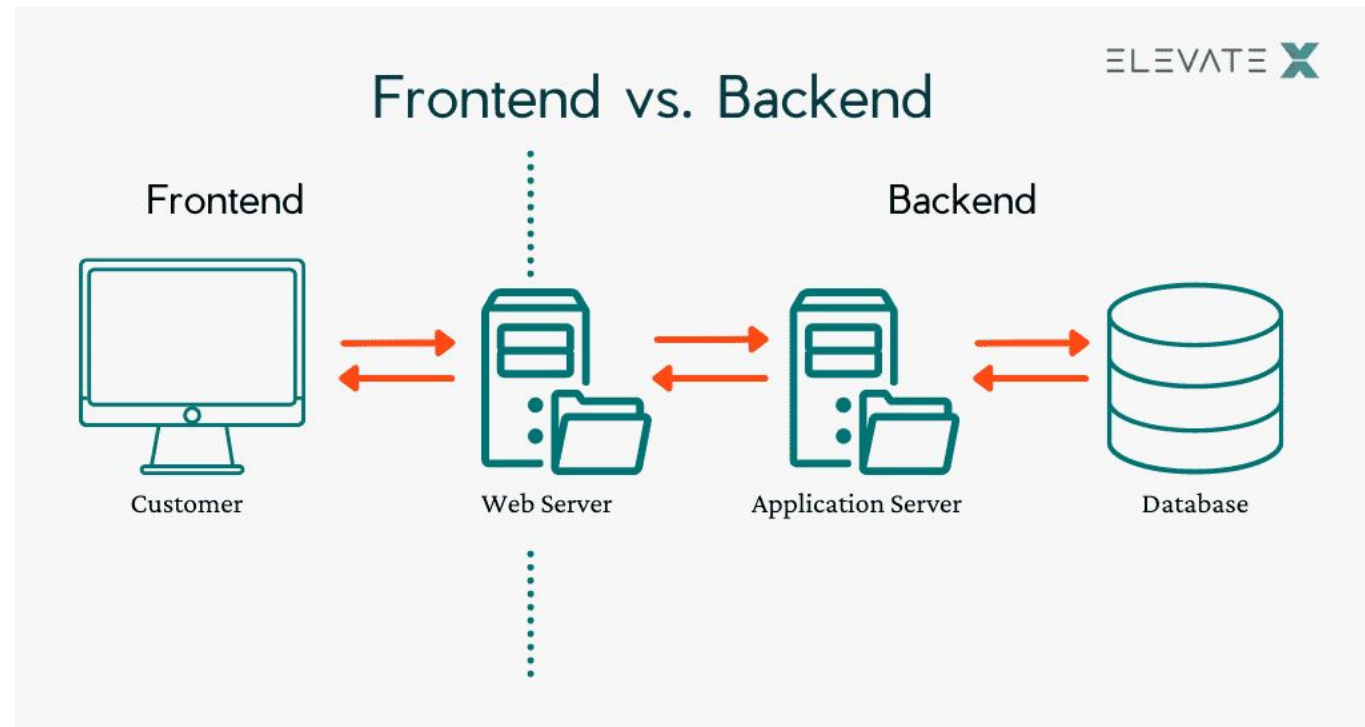 ELEVATE X
Frontend vs. Backend
Frontend
Backend
Customer
Web Server
Application Server
Database